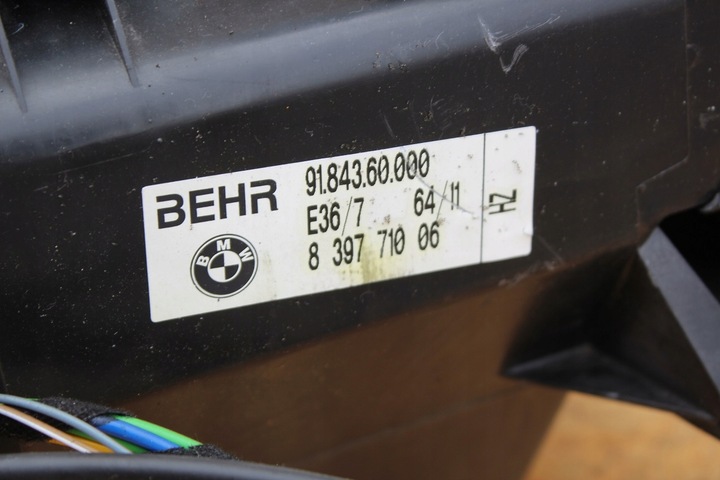 BEHR
BMW
91.843.60.000
E36/7 64/11
8 397 710 06
HZ